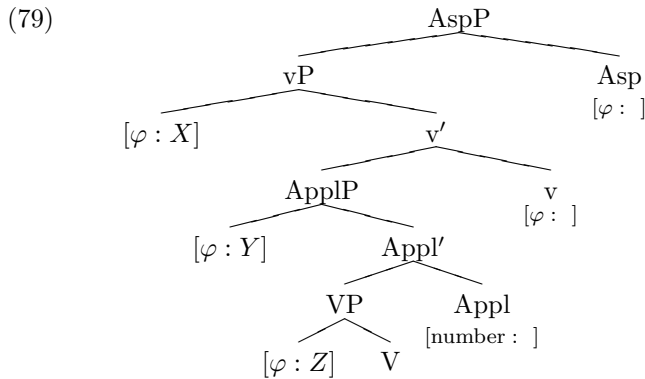 (79) AspP
vP Asp
[φ : ]
[φ : X] v′
ApplP v
[φ : ]
[φ : Y] Appl′
VP Appl
[number : ]
[φ : Z] V